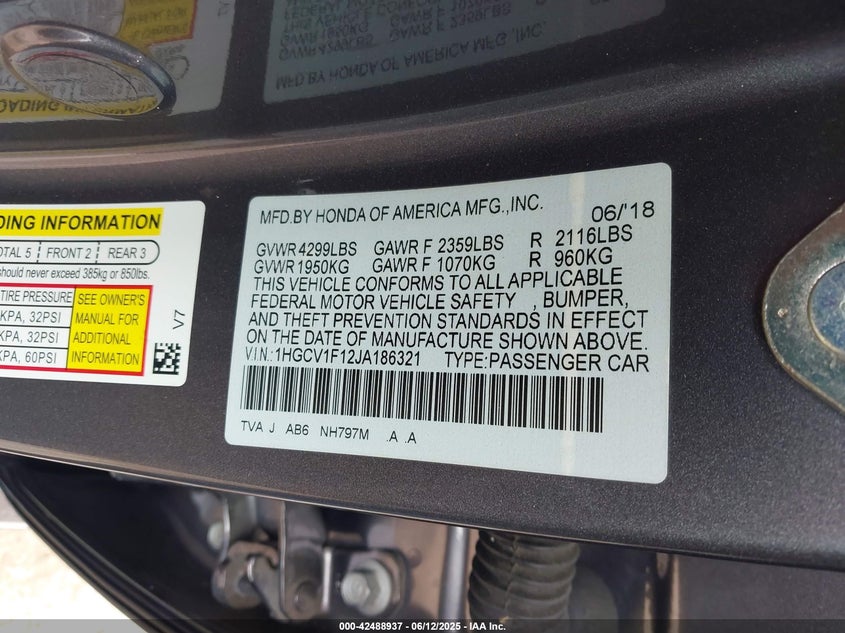 MFD.BY HONDA OF AMERICA MFG.,INC. 06/'18
GVWR 4299LBS GAWR F 2359LBS R 2116LBS
GVWR 1950KG GAWR F 1070KG R 960KG
THIS VEHICLE CONFORMS TO ALL APPLICABLE
FEDERAL MOTOR VEHICLE SAFETY , BUMPER,
AND THEFT PREVENTION STANDARDS IN EFFECT
ON THE DATE OF MANUFACTURE SHOWN ABOVE.
V.I.N.:1HGCV1F12JA186321 TYPE:PASSENGER CAR
TVA J AB6 NH797M .A .A
DING INFORMATION
OTAL 5 FRONT 2 REAR 3
should never exceed 385kg or 850lbs.
TIRE PRESSURE
KPA, 32PSI
KPA, 32PSI
KPA, 60PSI
SEE OWNER'S
MANUAL FOR
ADDITIONAL
INFORMATION
V7
000-42488937 - 06/12/2025 - IAA Inc.